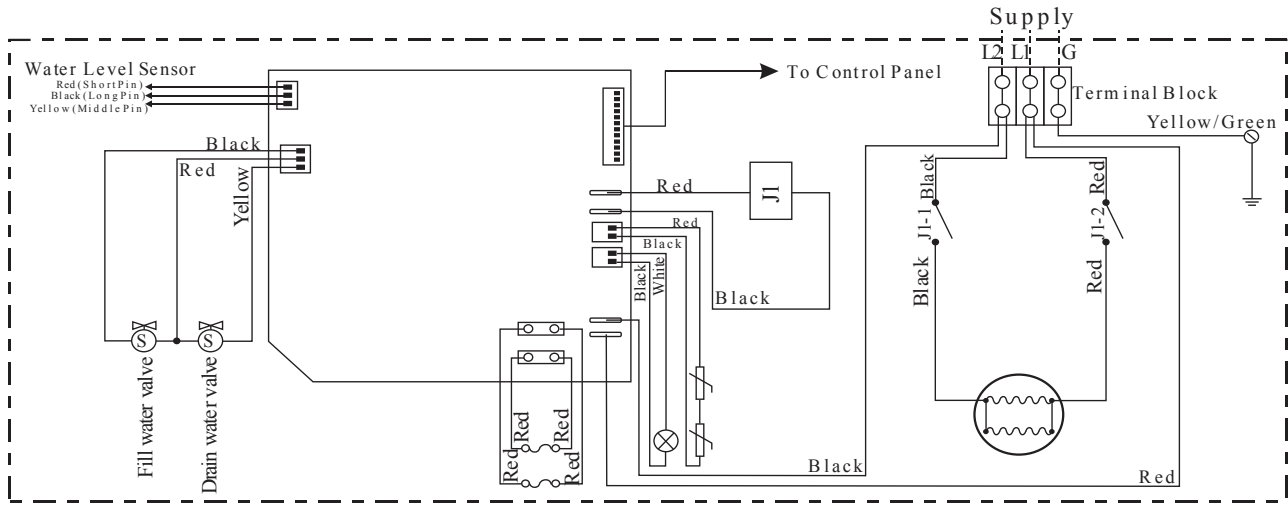 Supply
L2 L1 G
Water Level Sensor
Red(ShortPin)
Black(LongPin)
Yellow(MiddlePin)
To Control Panel
Terminal Block
Yellow/Green
Black
Red
Yellow
Red
J1
Red
Black
Black
White
Black
Black
J1-1
Black
Red
J1-2
Red
S
S
Fill water valve
Drain water valve
Red
Red
Red
Red
Black
Red